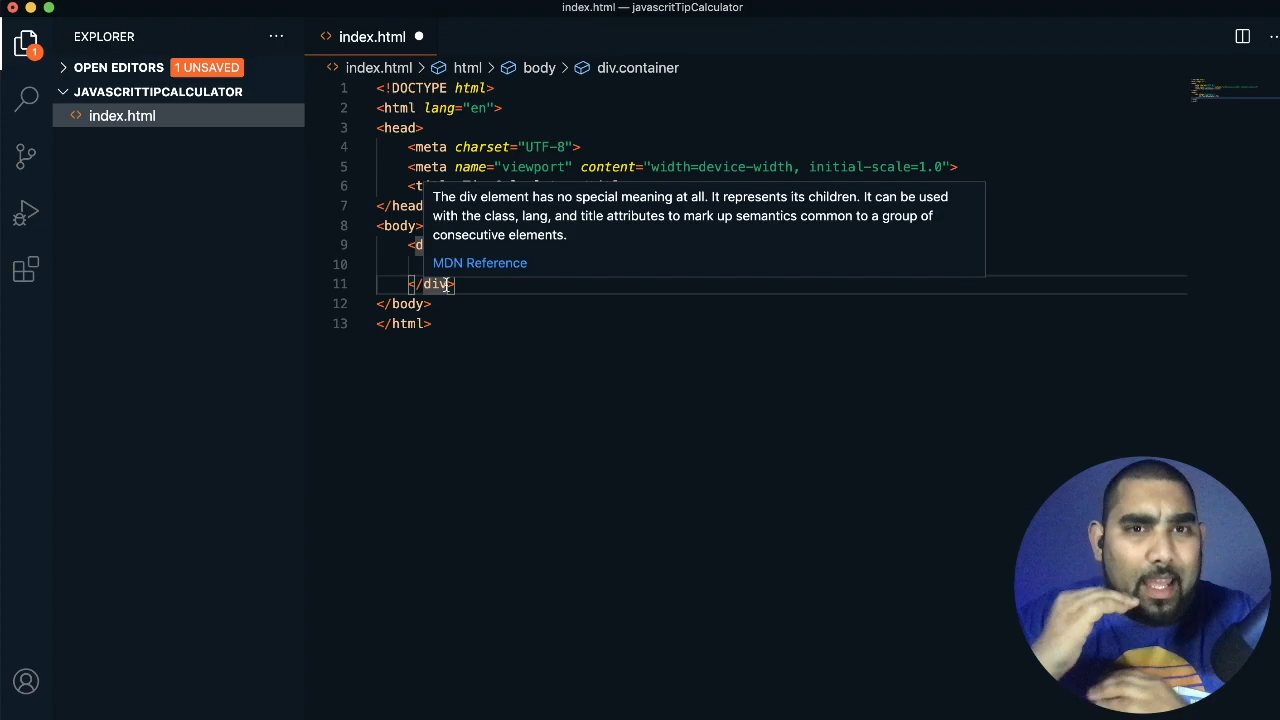 index.html — javascritTipCalculator
EXPLORER
index.html
OPEN EDITORS 1 UNSAVED
index.html > html > body > div.container
JAVASCRITTIPCALCULATOR
index.html
1 <!DOCTYPE html>
2 <html lang="en">
3 <head>
4 <meta charset="UTF-8">
5 <meta name="viewport" content="width=device-width, initial-scale=1.0">
6 <t
7 </head
8 <body>
9 <d
10
11 </div>
12 </body>
13 </html>
The div element has no special meaning at all. It represents its children. It can be used
with the class, lang, and title attributes to mark up semantics common to a group of
consecutive elements.
MDN Reference
1